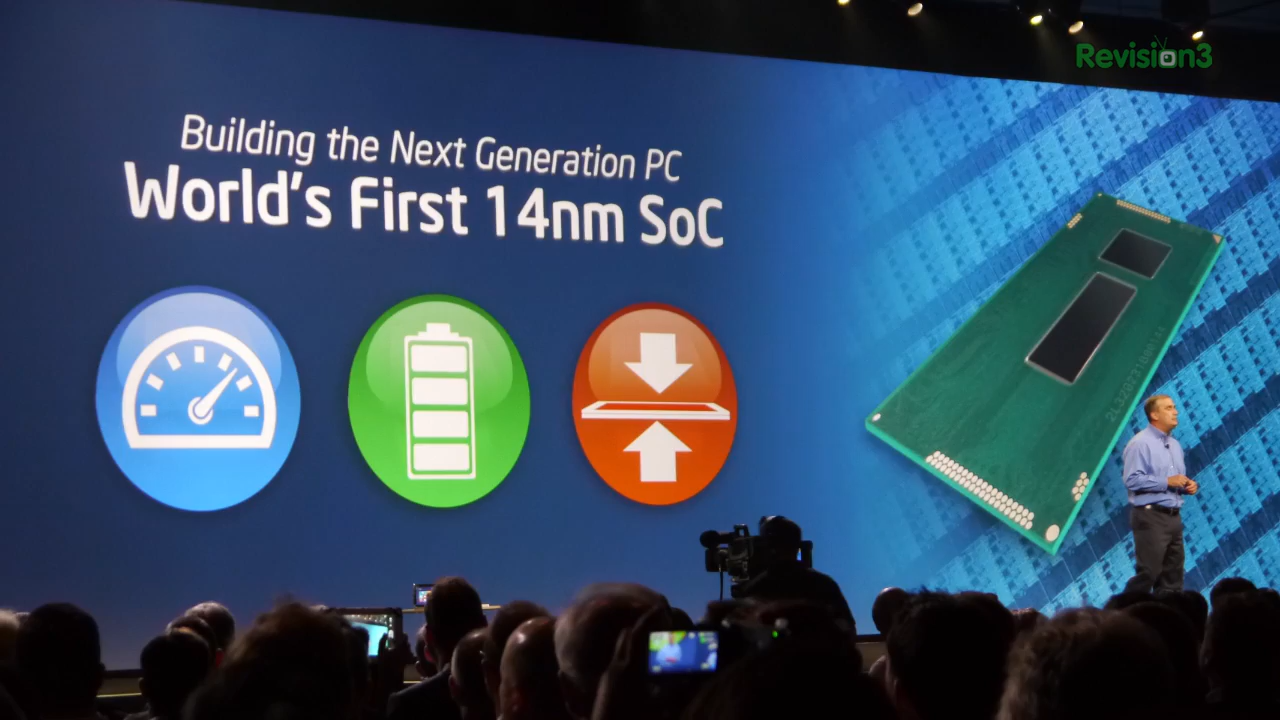 Revision3
Building the Next Generation PC
World's First 14nm SoC